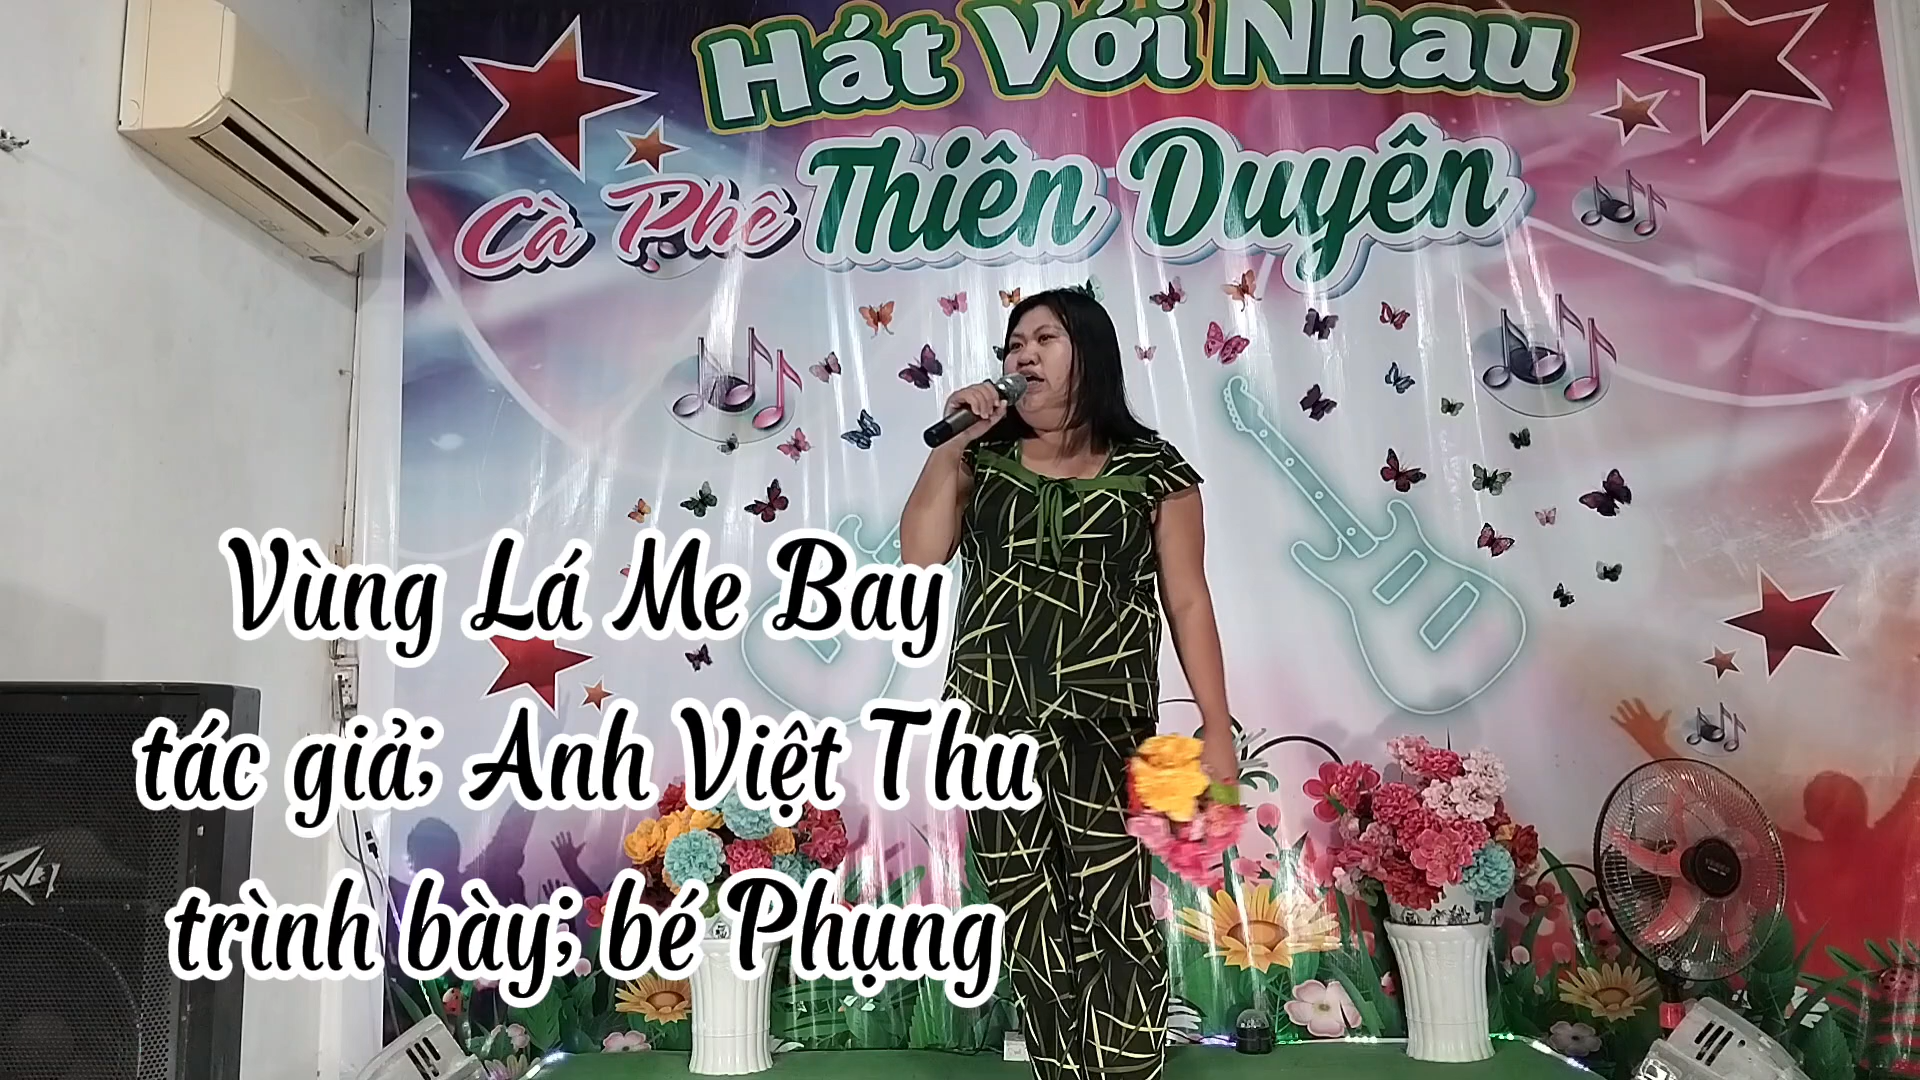 Hát Với Nhau
Cà Phê Thiên Duyên
Vùng Lá Me Bay
tác giả; Anh Việt Thu
trình bày; bé Phụng